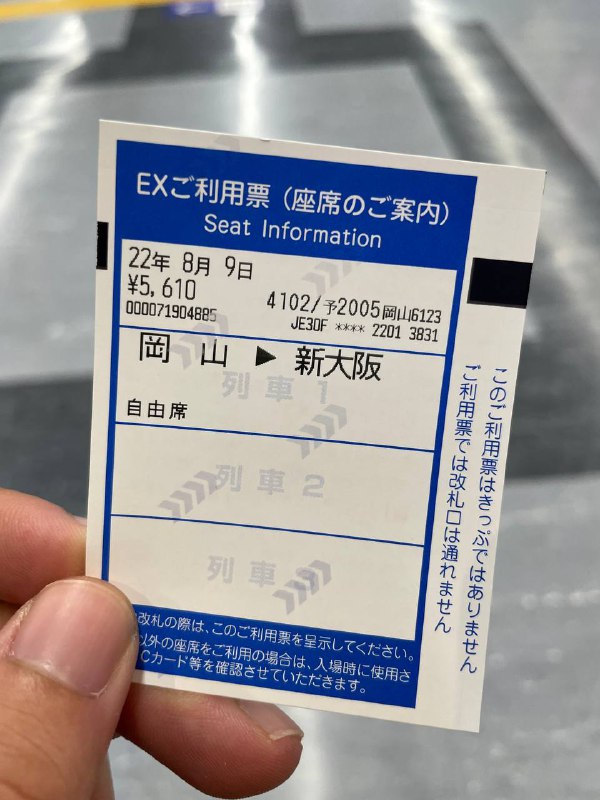 EXご利用票（座席のご案内）
Seat Information
22年 8月 9日
¥5,610
4102/予2005岡山6123
000071904885
JE30F **** 2201 3831
岡 山 ▶ 新大阪
列車1
自由席
列車2
列車3
改札の際は、このご利用票を呈示してください。
以外の座席をご利用の場合は、入場時に使用さ
Cカード等を確認させていただきます。
このご利用票はきっぷではありません
ご利用票では改札口は通れません